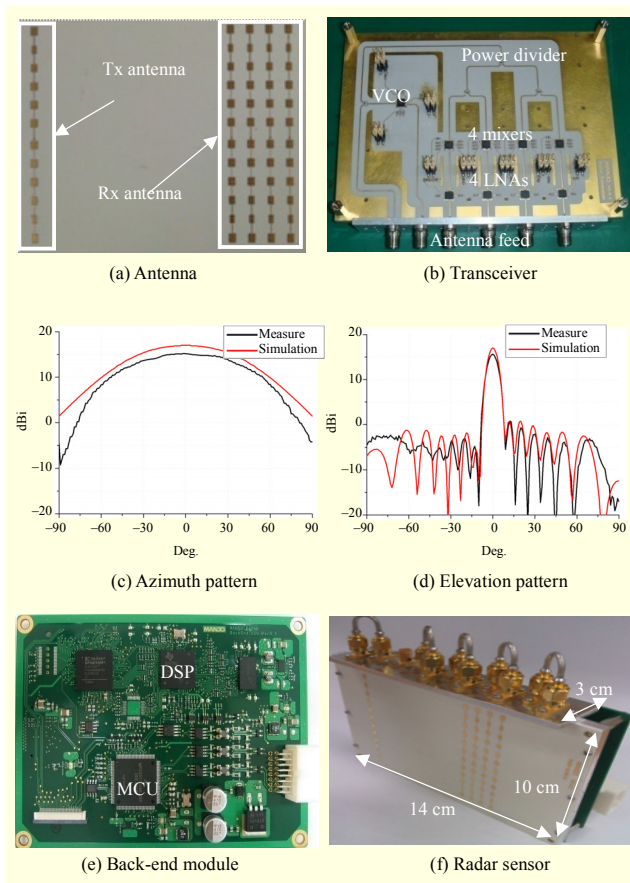 Tx antenna
Rx antenna
(a) Antenna
Power divider
VCO
4 mixers
4 LNAs
Antenna feed
(b) Transceiver
20
10
0
–10
–20
dBi
Measure
Simulation
–90
–60
–30
0
30
60
90
Deg.
(c) Azimuth pattern
20
10
0
–10
–20
dBi
Measure
Simulation
–90
–60
–30
0
30
60
90
Deg.
(d) Elevation pattern
DSP
MCU
(e) Back-end module
3 cm
10 cm
14 cm
(f) Radar sensor